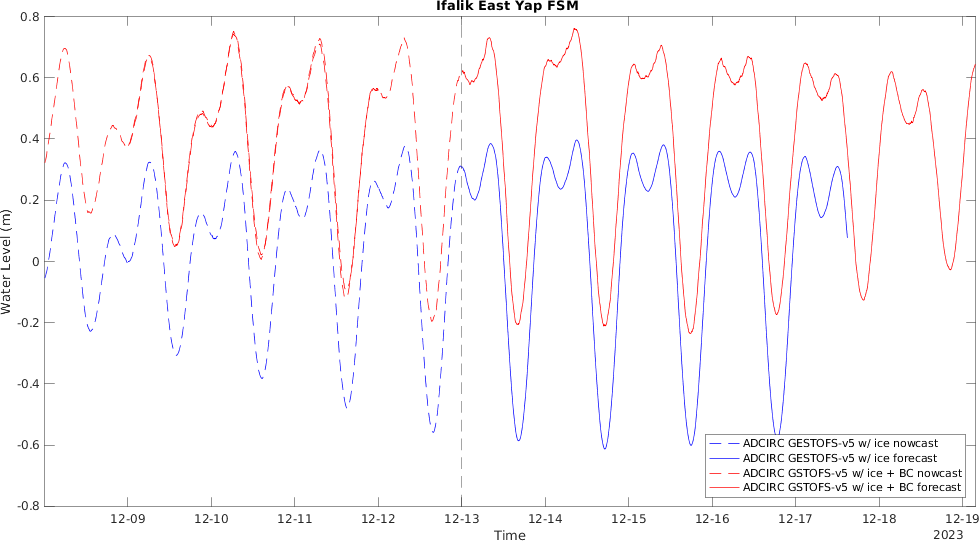 Ifalik East Yap FSM
0.8
0.6
0.4
0.2
0
-0.2
-0.4
-0.6
-0.8
Water Level (m)
ADCIRC GESTOFS-v5 w/ ice nowcast
ADCIRC GESTOFS-v5 w/ ice forecast
ADCIRC GSTOFS-v5 w/ ice + BC nowcast
ADCIRC GSTOFS-v5 w/ ice + BC forecast
12-09 12-10 12-11 12-12 12-13 12-14 12-15 12-16 12-17 12-18 12-19
Time
2023